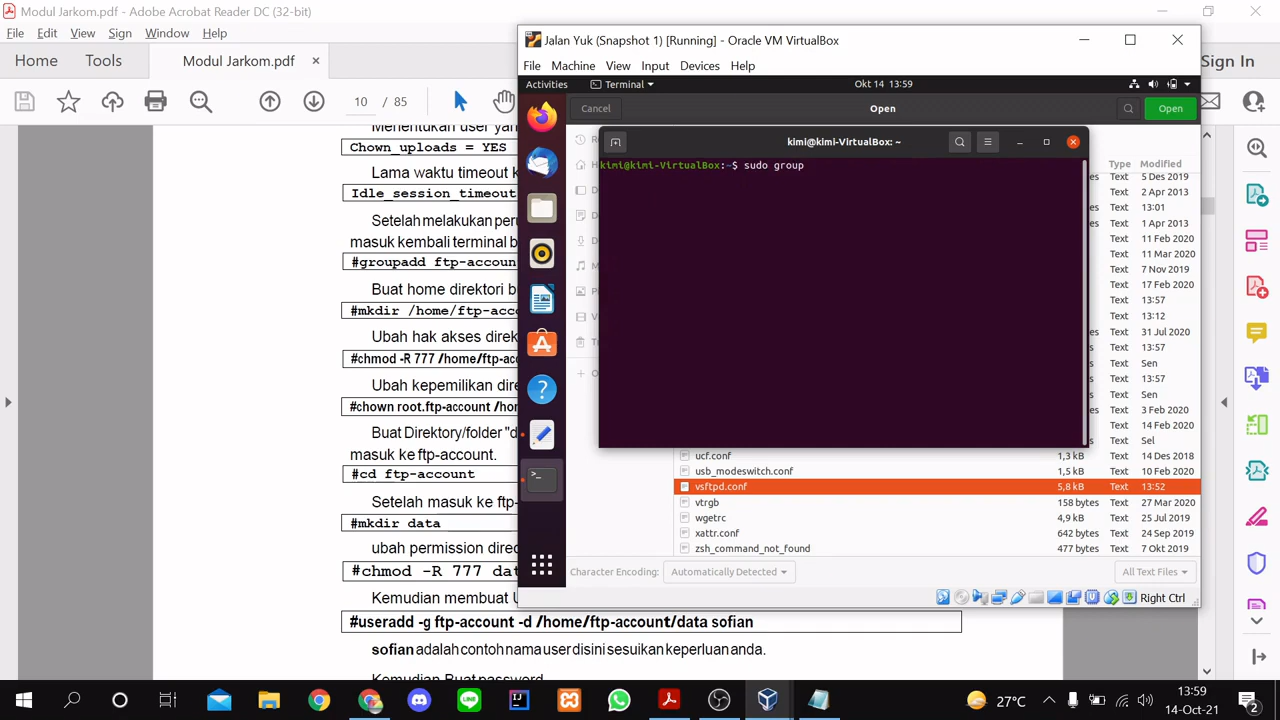 Modul Jarkom.pdf - Adobe Acrobat Reader DC (32-bit)
File Edit View Sign Window Help
Home Tools Modul Jarkom.pdf × Sign In
10 / 85
Menentukan user yan
Chown_uploads = YES
Lama waktu timeout k
Idle_session_timeout
Setelah melakukan peru
masuk kembali terminal b
#groupadd ftp-accoun
Buat home direktori b
#mkdir /home/ftp-acc
Ubah hak akses direk
#chmod -R 777 /home/ftp-acc
Ubah kepemilikan dire
#chown root.ftp-account /hor
Buat Direktory/folder "d
masuk ke ftp-account.
#cd ftp-account
Setelah masuk ke ftp-
#mkdir data
ubah permission direc
#chmod -R 777 dat
Kemudian membuat U
#useradd -g ftp-account -d /home/ftp-account/data sofian
sofian adalah contoh nama user disini sesuikan keperluan anda.
Kemudian Buat password
Jalan Yuk (Snapshot 1) [Running] - Oracle VM VirtualBox
File Machine View Input Devices Help
Activities Terminal Okt 14 13:59
Cancel Open Open
kimi@kimi-VirtualBox: ~
kimi@kimi-VirtualBox:~$ sudo group
Type Modified
Text 5 Des 2019
Text 2 Apr 2013
Text 13:01
Text 1 Apr 2013
Text 11 Feb 2020
Text 11 Mar 2020
Text 7 Nov 2019
Text 17 Feb 2020
Text 13:57
Text 13:12
Text 31 Jul 2020
Text 13:57
Text Sen
Text 13:57
Text Sen
Text 3 Feb 2020
Text 14 Feb 2020
Text Sel
ucf.conf 1,3 kB Text 14 Des 2018
usb_modeswitch.conf 1,5 kB Text 10 Feb 2020
vsftpd.conf 5,8 kB Text 13:52
vtrgb 158 bytes Text 27 Mar 2020
wgetrc 4,9 kB Text 25 Jul 2019
xattr.conf 642 bytes Text 24 Sep 2019
zsh_command_not_found 477 bytes Text 7 Okt 2019
Character Encoding: Automatically Detected All Text Files
Right Ctrl
27°C 13:59
14-Oct-21
2